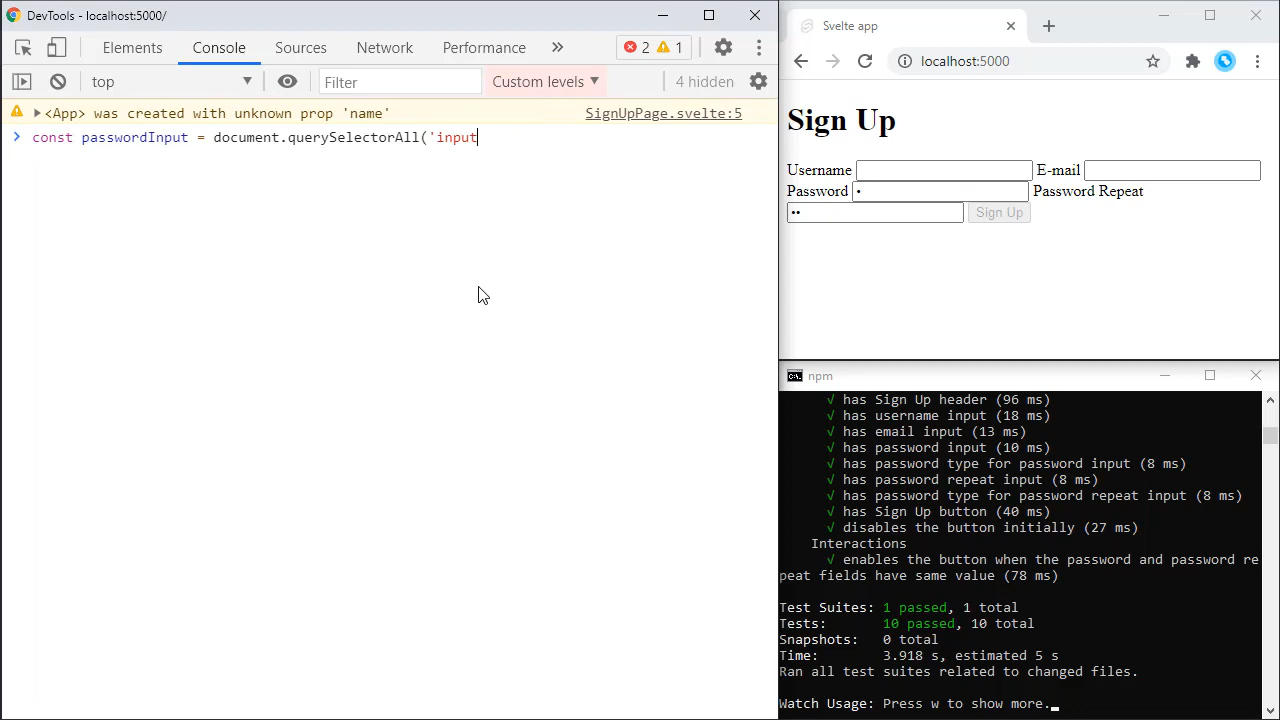 DevTools - localhost:5000/
Elements Console Sources Network Performance » 2 1
top Filter Custom levels 4 hidden
<App> was created with unknown prop 'name' SignUpPage.svelte:5
const passwordInput = document.querySelectorAll('input
Svelte app
localhost:5000
Sign Up
Username E-mail
Password Password Repeat
Sign Up
npm
√ has Sign Up header (96 ms)
√ has username input (18 ms)
√ has email input (13 ms)
√ has password input (10 ms)
√ has password type for password input (8 ms)
√ has password repeat input (8 ms)
√ has password type for password repeat input (8 ms)
√ has Sign Up button (40 ms)
√ disables the button initially (27 ms)
Interactions
√ enables the button when the password and password re
peat fields have same value (78 ms)
Test Suites: 1 passed, 1 total
Tests: 10 passed, 10 total
Snapshots: 0 total
Time: 3.918 s, estimated 5 s
Ran all test suites related to changed files.
Watch Usage: Press w to show more.